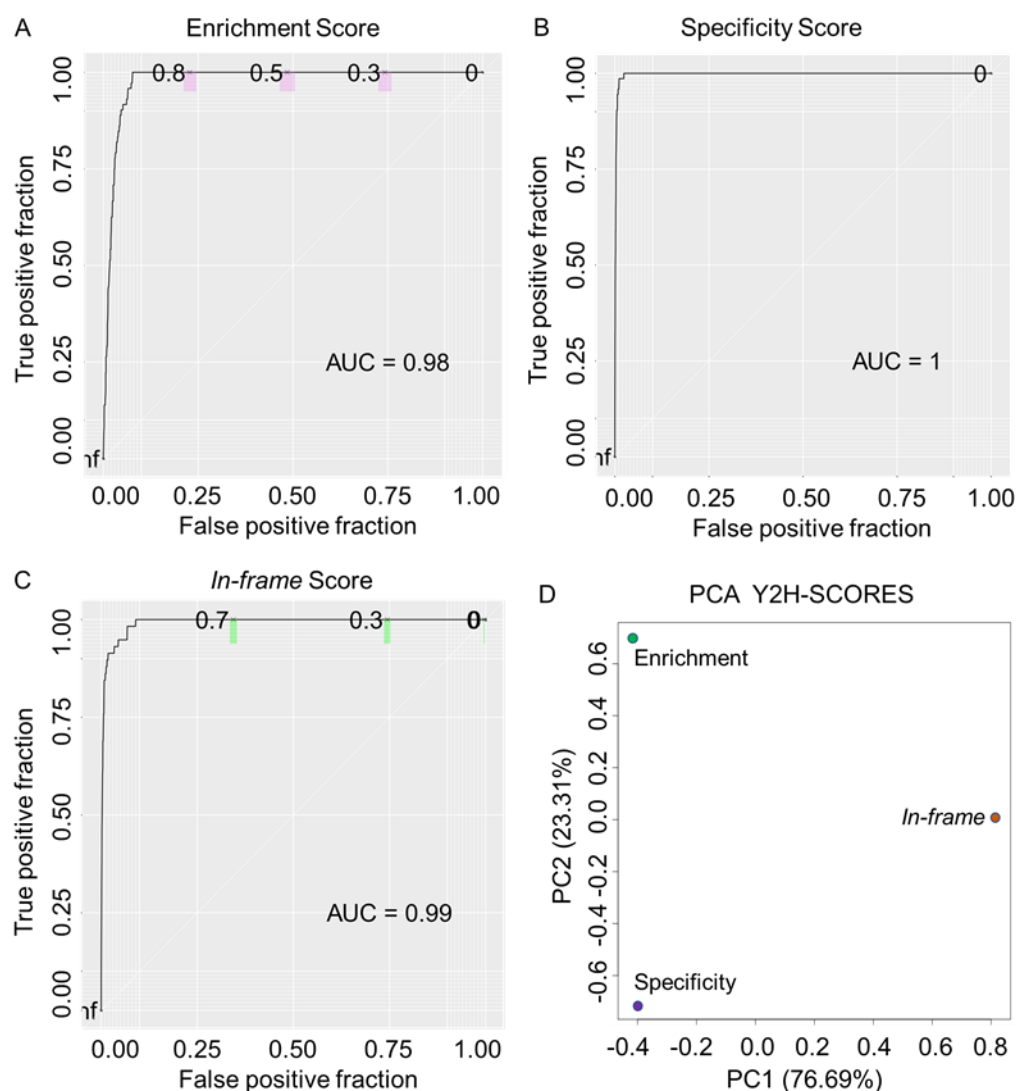 A
Enrichment Score
0.8
0.5
0.3
0
1.00
0.75
0.50
0.25
0.00
True positive fraction
AUC = 0.98
nf
0.00 0.25 0.50 0.75 1.00
False positive fraction
B
Specificity Score
0
1.00
0.75
0.50
0.25
0.00
True positive fraction
AUC = 1
nf
0.00 0.25 0.50 0.75 1.00
False positive fraction
C
In-frame Score
0.7
0.3
0
1.00
0.75
0.50
0.25
0.00
True positive fraction
AUC = 0.99
nf
0.00 0.25 0.50 0.75 1.00
False positive fraction
D
PCA Y2H-SCORES
0.6
0.4
0.2
0.0
-0.2
-0.4
-0.6
PC2 (23.31%)
Enrichment
In-frame
Specificity
-0.4 -0.2 0.0 0.2 0.4 0.6 0.8
PC1 (76.69%)